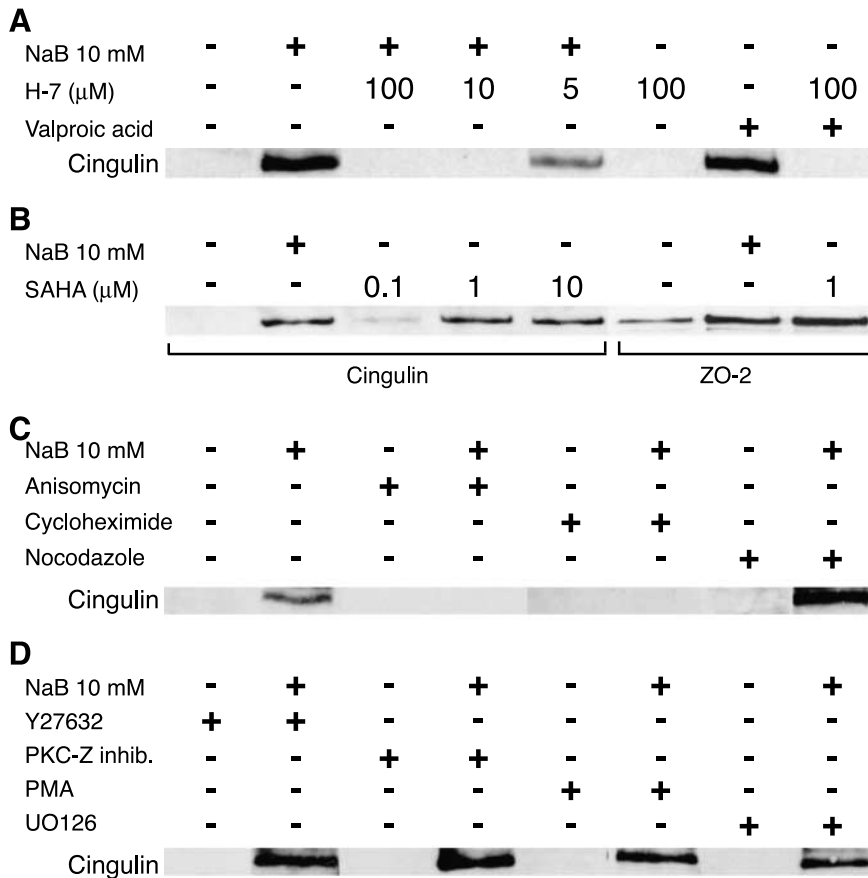 A
NaB 10 mM - + + + + - - -
H-7 (μM) - - 100 10 5 100 - 100
Valproic acid - - - - - - + +
Cingulin
B
NaB 10 mM - + - - - - + -
SAHA (μM) - - 0.1 1 10 - - 1
Cingulin ZO-2
C
NaB 10 mM - + - + - + - +
Anisomycin - - + + - - - -
Cycloheximide - - - - + + - -
Nocodazole - - - - - - + +
Cingulin
D
NaB 10 mM - + - + - + - +
Y27632 + + - - - - - -
PKC-Z inhib. - - + + - - - -
PMA - - - - + + - -
UO126 - - - - - - + +
Cingulin